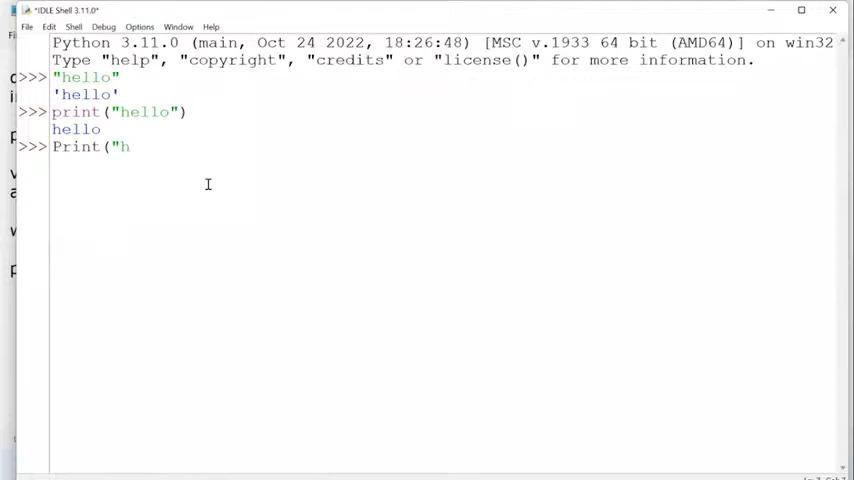 *IDLE Shell 3.11.0*
File Edit Shell Debug Options Window Help
Python 3.11.0 (main, Oct 24 2022, 18:26:48) [MSC v.1933 64 bit (AMD64)] on win32
Type "help", "copyright", "credits" or "license()" for more information.
>>> "hello"
'hello'
>>> print("hello")
hello
>>> Print("h